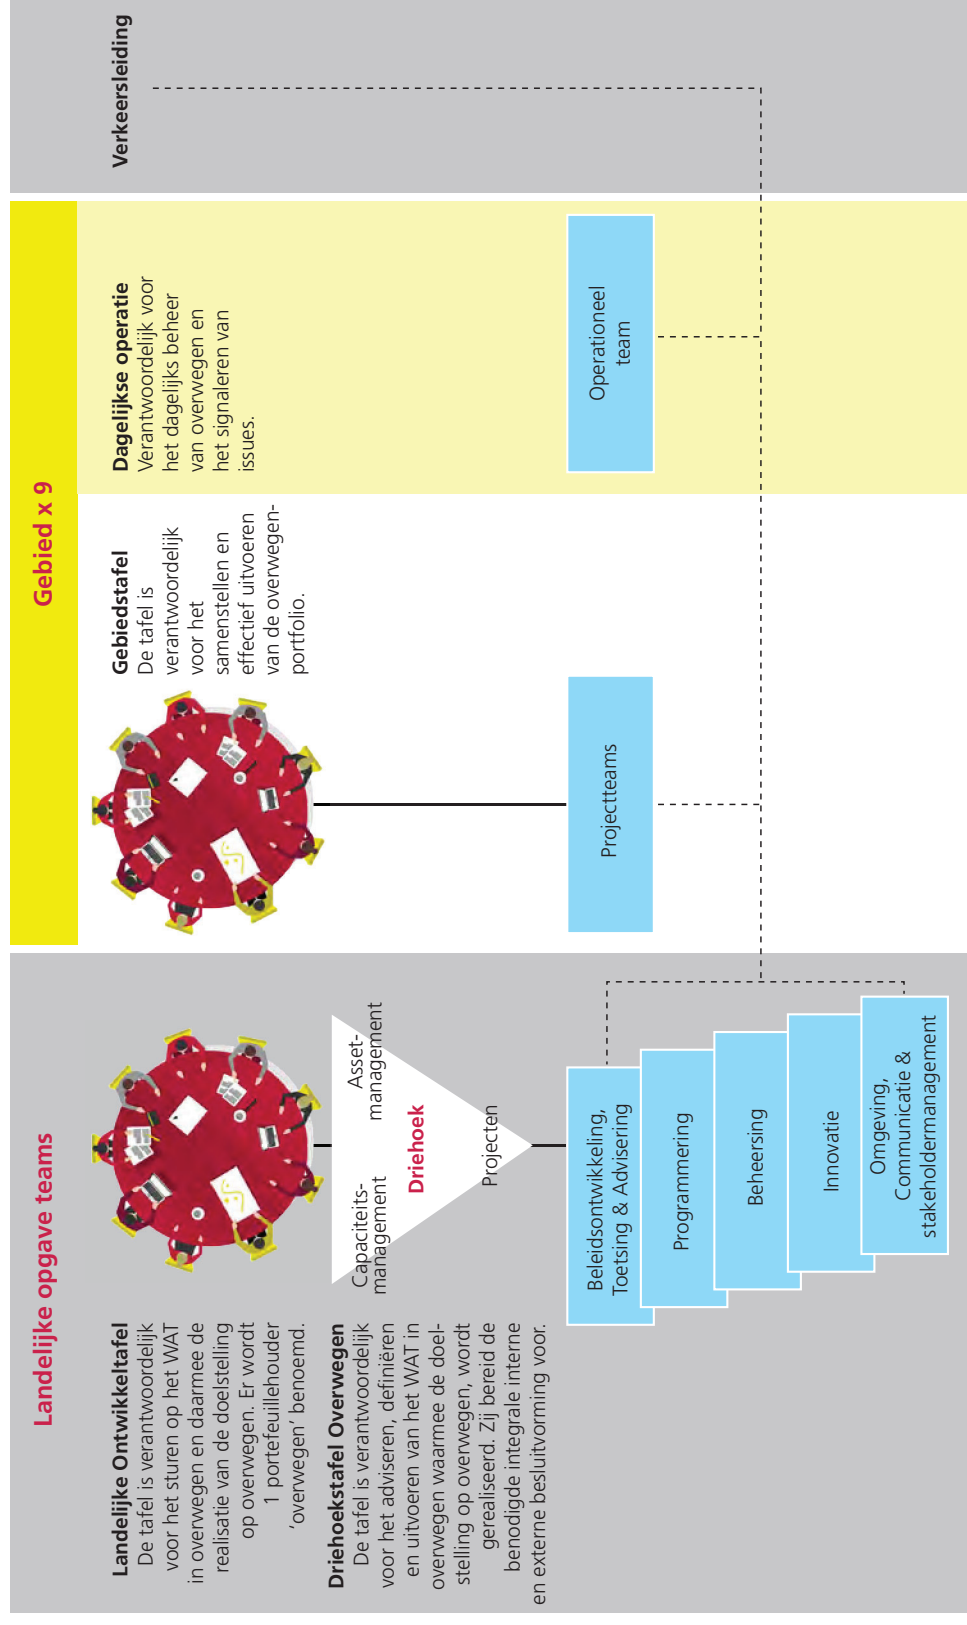 Landelijke opgave teams
Landelijke Ontwikkeltafel
De tafel is verantwoordelijk
voor het sturen op het WAT
in overwegen en daarmee de
realisatie van de doelstelling
op overwegen. Er wordt
1 portefeuillehouder
‘overwegen’ benoemd.
Driehoekstafel Overwegen
De tafel is verantwoordelijk
voor het adviseren, definiëren
en uitvoeren van het WAT in
overwegen waarmee de doel-
stelling op overwegen, wordt
gerealiseerd. Zij bereid de
benodigde integrale interne
en externe besluitvorming voor.
Capaciteits-
management
Asset-
management
Driehoek
Projecten
Beleidsontwikkeling,
Toetsing & Advisering
Programmering
Beheersing
Innovatie
Omgeving,
Communicatie &
stakeholdermanagement
Gebied x 9
Gebiedstafel
De tafel is
verantwoordelijk
voor het
samenstellen en
effectief uitvoeren
van de overwegen-
portfolio.
Projectteams
Dagelijkse operatie
Verantwoordelijk voor
het dagelijks beheer
van overwegen en
het signaleren van
issues.
Operationeel
team
Verkeersleiding